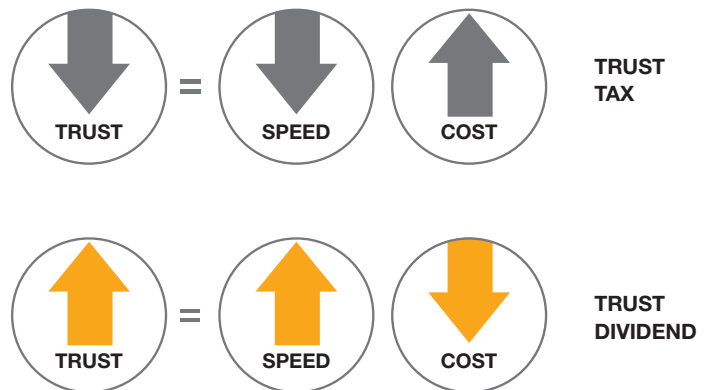 TRUST
=
SPEED
COST
TRUST
TAX
TRUST
=
SPEED
COST
TRUST
DIVIDEND